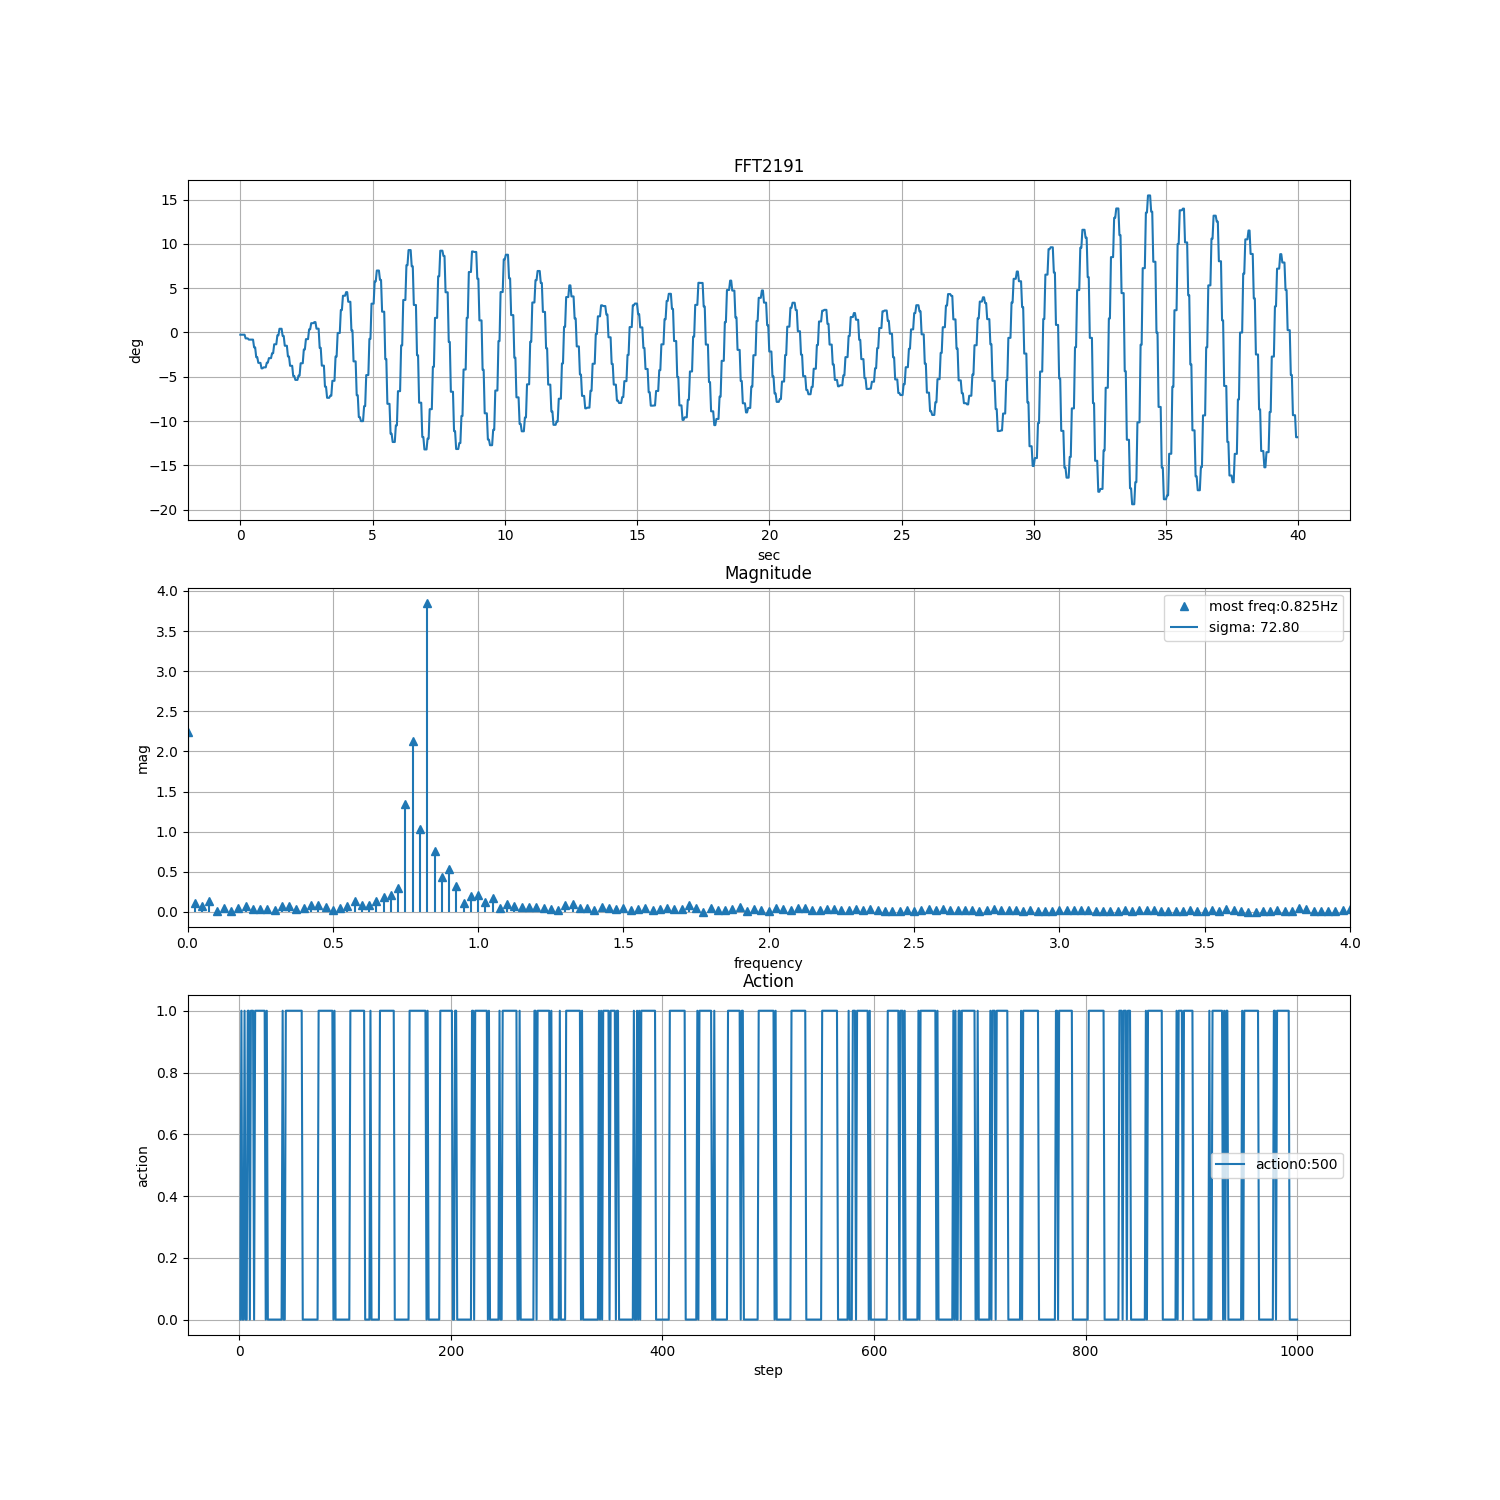 FFT2191
15
10
5
0
−5
−10
−15
−20
deg
0 5 10 15 20 25 30 35 40
sec
Magnitude
4.0
3.5
3.0
2.5
2.0
1.5
1.0
0.5
0.0
mag
most freq:0.825Hz
sigma: 72.80
0.0 0.5 1.0 1.5 2.0 2.5 3.0 3.5 4.0
frequency
Action
1.0
0.8
0.6
0.4
0.2
0.0
action
action0:500
0 200 400 600 800 1000
step